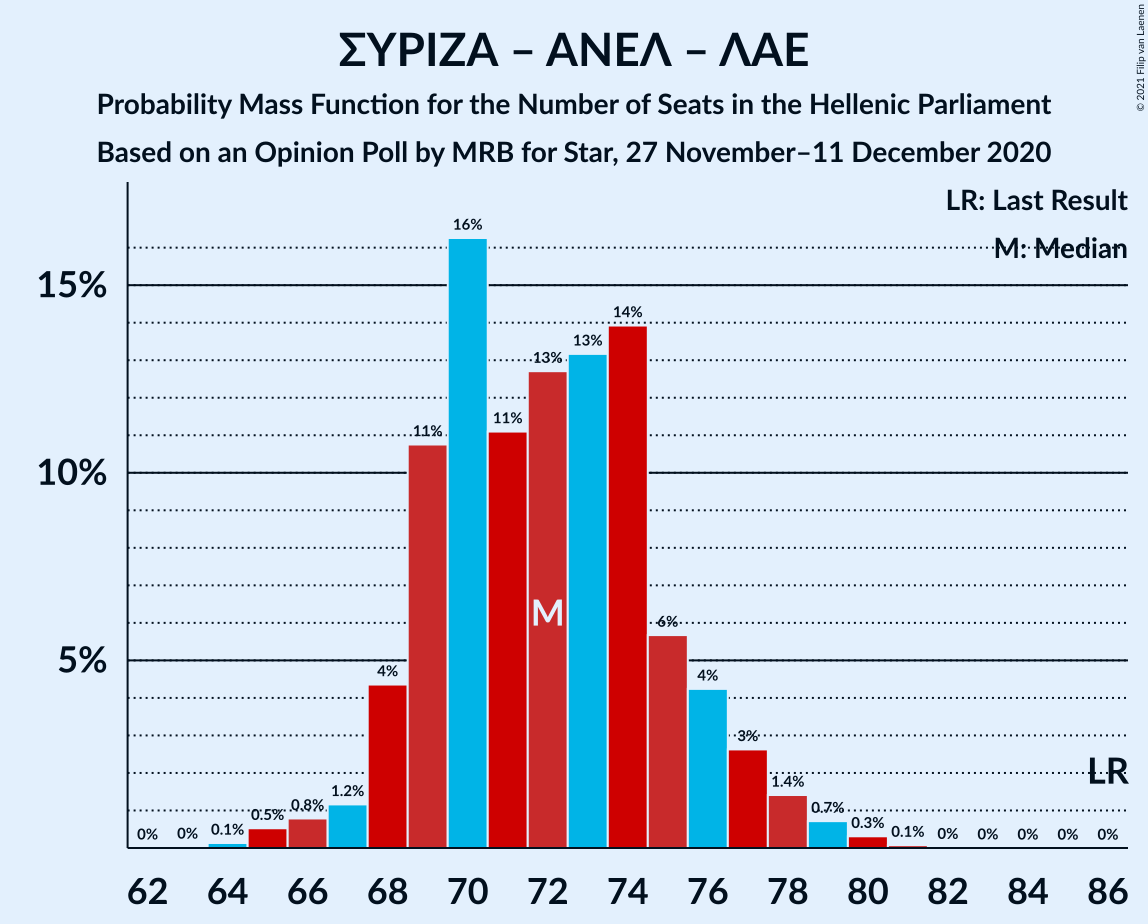 © 2021 Filip van Laenen
ΣΥΡΙΖΑ – ΑΝΕΛ – ΛΑΕ
Probability Mass Function for the Number of Seats in the Hellenic Parliament
Based on an Opinion Poll by MRB for Star, 27 November–11 December 2020
LR: Last Result
M: Median
15%
10%
5%
0% 0% 0.1% 0.5% 0.8% 1.2% 4% 11% 16% 11% 13% 13% 14% 6% 4% 3% 1.4% 0.7% 0.3% 0.1% 0% 0% 0% 0% 0%
M
LR
62 64 66 68 70 72 74 76 78 80 82 84 86